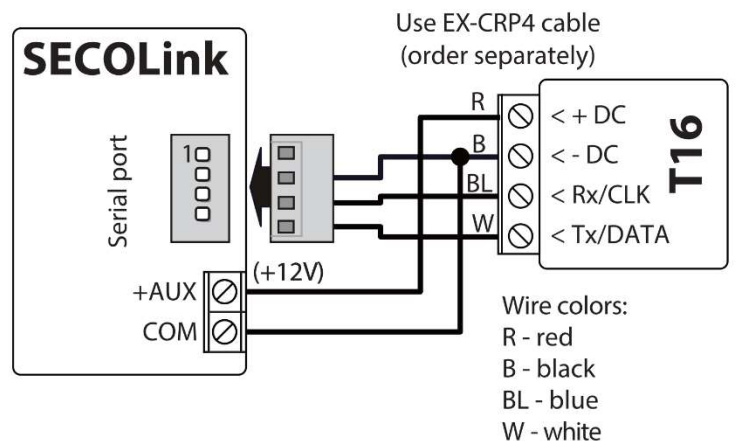 Use EX-CRP4 cable
(order separately)
SECOLink
Serial port
1
R
B
BL
W
< + DC
< - DC
< Rx/CLK
< Tx/DATA
T16
(+12V)
+AUX
COM
Wire colors:
R - red
B - black
BL - blue
W - white